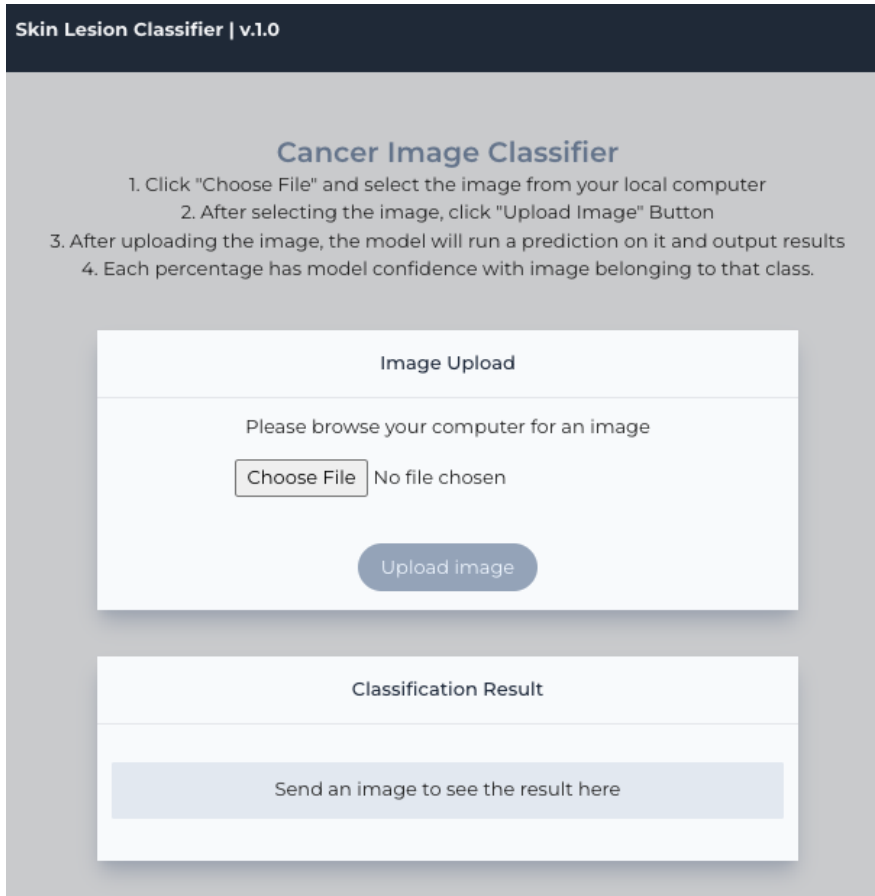 Skin Lesion Classifier | v.1.0
Cancer Image Classifier
1. Click "Choose File" and select the image from your local computer
2. After selecting the image, click "Upload Image" Button
3. After uploading the image, the model will run a prediction on it and output results
4. Each percentage has model confidence with image belonging to that class.
Image Upload
Please browse your computer for an image
Choose File No file chosen
Upload image
Classification Result
Send an image to see the result here